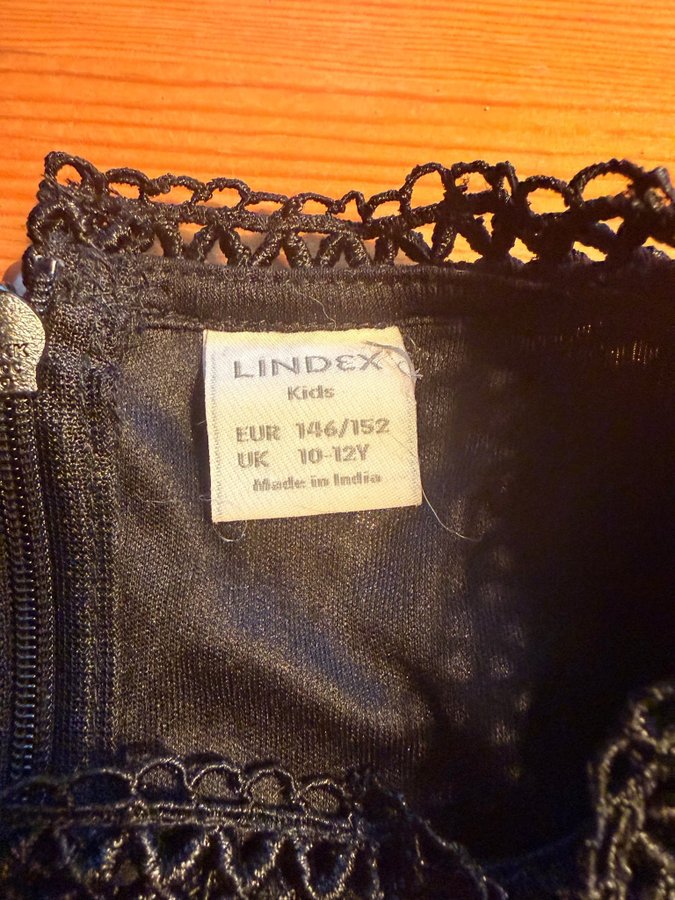 LINDEX
Kids
EUR 146/152
UK 10-12Y
Made in India